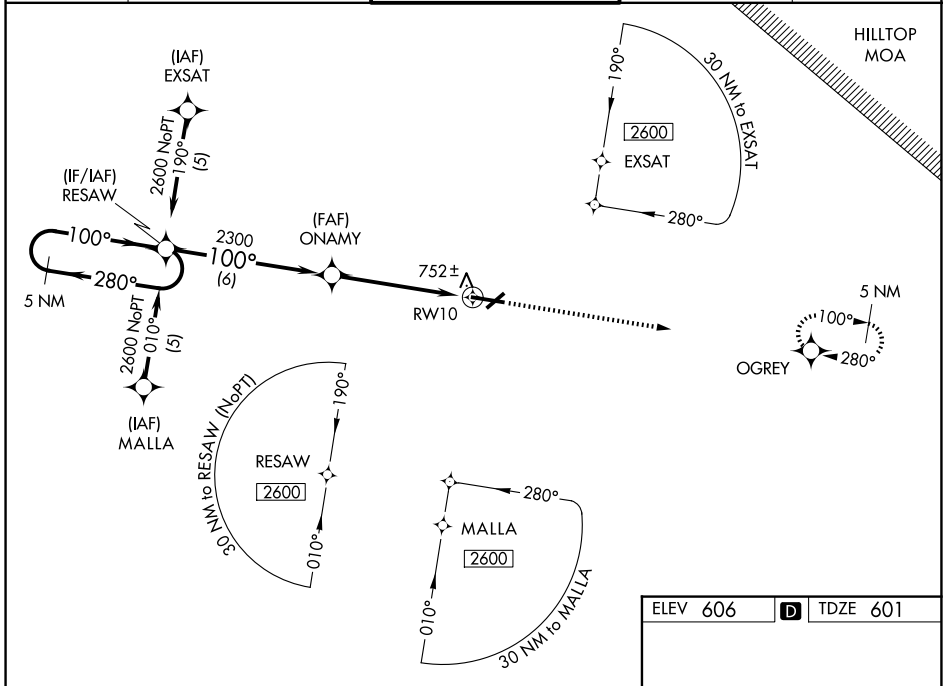 (IAF)
EXSAT
2600 NoPT
190°
(5)
(IF/IAF)
RESAW
100°
280°
5 NM
2600 NoPT
010°
(5)
(IAF)
MALLA
2300
100°
(6)
(FAF)
ONAMY
752±
RW10
HILLTOP
MOA
190°
30 NM to EXSAT
2600
EXSAT
280°
5 NM
100°
280°
OGREY
30 NM to RESAW (NoPT)
190°
RESAW
2600
010°
280°
MALLA
2600
010°
30 NM to MALLA
ELEV 606 D TDZE 601